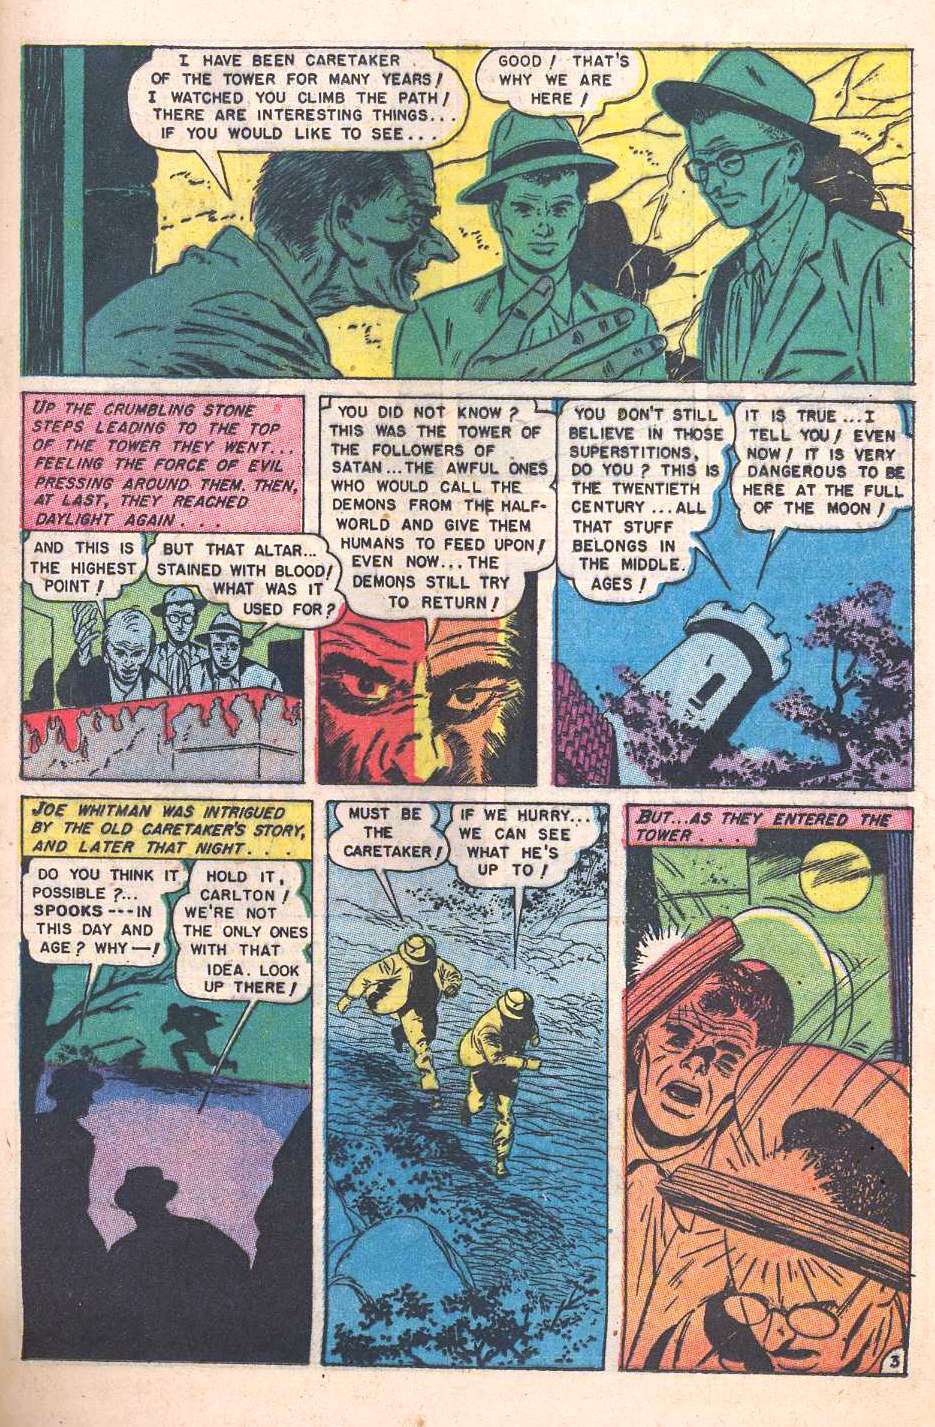 I HAVE BEEN CARETAKER
OF THE TOWER FOR MANY YEARS!
I WATCHED YOU CLIMB THE PATH!
THERE ARE INTERESTING THINGS...
IF YOU WOULD LIKE TO SEE...
GOOD! THAT'S
WHY WE ARE
HERE!
UP THE CRUMBLING STONE
STEPS LEADING TO THE TOP
OF THE TOWER THEY WENT...
FEELING THE FORCE OF EVIL
PRESSING AROUND THEM. THEN,
AT LAST, THEY REACHED
DAYLIGHT AGAIN . . .
AND THIS IS
THE HIGHEST
POINT!
BUT THAT ALTAR...
STAINED WITH BLOOD!
WHAT WAS IT
USED FOR?
YOU DID NOT KNOW?
THIS WAS THE TOWER OF
THE FOLLOWERS OF
SATAN...THE AWFUL ONES
WHO WOULD CALL THE
DEMONS FROM THE HALF-
WORLD AND GIVE THEM
HUMANS TO FEED UPON!
EVEN NOW...THE
DEMONS STILL TRY
TO RETURN!
YOU DON'T STILL
BELIEVE IN THOSE
SUPERSTITIONS,
DO YOU? THIS IS
THE TWENTIETH
CENTURY...ALL
THAT STUFF
BELONGS IN
THE MIDDLE.
AGES!
IT IS TRUE...I
TELL YOU! EVEN
NOW! IT IS VERY
DANGEROUS TO BE
HERE AT THE FULL
OF THE MOON!
JOE WHITMAN WAS INTRIGUED
BY THE OLD CARETAKER'S STORY,
AND LATER THAT NIGHT. . . .
DO YOU THINK IT
POSSIBLE?...
SPOOKS ---IN
THIS DAY AND
AGE? WHY—!
HOLD IT,
CARLTON!
WE'RE NOT
THE ONLY ONES
WITH THAT
IDEA. LOOK
UP THERE!
MUST BE
THE
CARETAKER!
IF WE HURRY...
WE CAN SEE
WHAT HE'S
UP TO!
BUT...AS THEY ENTERED THE
TOWER . . . .
3